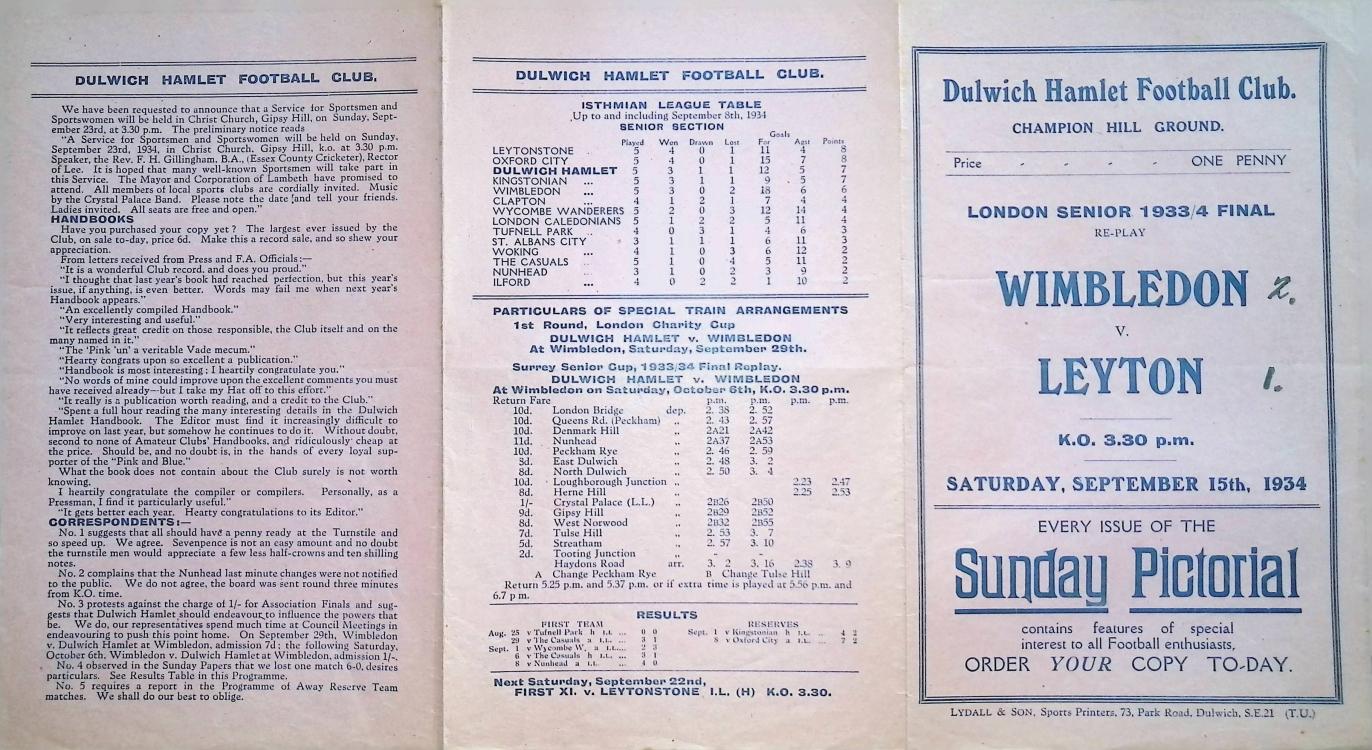 DULWICH HAMLET FOOTBALL CLUB.
We have been requested to announce that a Service for Sportsmen and
Sportswomen will be held in Christ Church, Gipsy Hill, on Sunday, Sept-
ember 23rd, at 3.30 p.m. The preliminary notice reads
"A Service for Sportsmen and Sportswomen will be held on Sunday,
September 23rd, 1934, in Christ Church, Gipsy Hill, k.o. at 3.30 p.m.
Speaker, the Rev. F. H. Gillingham, B.A., (Essex County Cricketer), Rector
of Lee. It is hoped that many well-known Sportsmen will take part in
this Service. The Mayor and Corporation of Lambeth have promised to
attend. All members of local sports clubs are cordially invited. Music
by the Crystal Palace Band. Please note the date and tell your friends.
Ladies invited. All seats are free and open."
HANDBOOKS
Have you purchased your copy yet? The largest ever issued by the
Club, on sale to-day, price 6d. Make this a record sale, and so shew your
appreciation.
From letters received from Press and F.A. Officials:—
"It is a wonderful Club record, and does you proud."
"I thought that last year's book had reached perfection, but this year's
issue, if anything, is even better. Words may fail me when next year's
Handbook appears."
"An excellently compiled Handbook."
"Very interesting and useful."
"It reflects great credit on those responsible, the Club itself and on the
many named in it."
"The 'Pink 'un' a veritable Vade mecum."
"Hearty congrats upon so excellent a publication."
"Handbook is most interesting; I heartily congratulate you."
"No words of mine could improve upon the excellent comments you must
have received already—but I take my Hat off to this effort."
"It really is a publication worth reading, and a credit to the Club."
"Spent a full hour reading the many interesting details in the Dulwich
Hamlet Handbook. The Editor must find it increasingly difficult to
improve on last year, but somehow he continues to do it. Without doubt,
second to none of Amateur Clubs' Handbooks, and ridiculously cheap at
the price. Should be, and no doubt is, in the hands of every loyal sup-
porter of the "Pink and Blue."
What the book does not contain about the Club surely is not worth
knowing.
I heartily congratulate the compiler or compilers. Personally, as a
Pressman, I find it particularly useful."
"It gets better each year. Hearty congratulations to its Editor."
CORRESPONDENTS:—
No. 1 suggests that all should have a penny ready at the Turnstile and
so speed up. We agree. Sevenpence is not an easy amount and no doubt
the turnstile men would appreciate a few less half-crowns and ten shilling
notes.
No. 2 complains that the Nunhead last minute changes were not notified
to the public. We do not agree, the board was sent round three minutes
from K.O. time.
No. 3 protests against the charge of 1/- for Association Finals and sug-
gests that Dulwich Hamlet should endeavour to influence the powers that
be. We do, our representatives spend much time at Council Meetings in
endeavouring to push this point home. On September 29th, Wimbledon
v. Dulwich Hamlet at Wimbledon, admission 7d; the following Saturday,
October 6th, Wimbledon v. Dulwich Hamlet at Wimbledon, admission 1/-.
No. 4 observed in the Sunday Papers that we lost one match 6-0, desires
particulars. See Results Table in this Programme.
No. 5 requires a report in the Programme of Away Reserve Team
matches. We shall do our best to oblige.
DULWICH HAMLET FOOTBALL CLUB.
ISTHMIAN LEAGUE TABLE
Up to and including September 8th, 1934
SENIOR SECTION
Goals
Played Won Drawn Lost For Agst Points
LEYTONSTONE 5 4 0 1 11 4 8
OXFORD CITY 5 4 0 1 15 7 8
DULWICH HAMLET 5 3 1 1 12 5 7
KINGSTONIAN ... 5 3 1 1 9 5 7
WIMBLEDON ... 5 3 0 2 18 6 6
CLAPTON ... 4 1 2 1 7 4 4
WYCOMBE WANDERERS 5 2 0 3 12 14 4
LONDON CALEDONIANS 5 1 2 2 5 11 4
TUFNELL PARK .. 4 0 3 1 4 6 3
ST. ALBANS CITY 3 1 1 1 6 11 3
WOKING ... 4 1 0 3 6 12 2
THE CASUALS ... 5 1 0 4 5 11 2
NUNHEAD ... 3 1 0 2 3 9 2
ILFORD ... 4 0 2 2 1 10 2
PARTICULARS OF SPECIAL TRAIN ARRANGEMENTS
1st Round, London Charity Cup
DULWICH HAMLET v. WIMBLEDON
At Wimbledon, Saturday, September 29th.
Surrey Senior Cup, 1933/34 Final Replay.
DULWICH HAMLET v. WIMBLEDON
At Wimbledon on Saturday, October 6th, K.O. 3.30 p.m.
Return Fare p.m. p.m. p.m. p.m.
10d. London Bridge dep. 2. 38 2. 52
10d. Queens Rd. (Peckham) „ 2. 43 2. 57
10d. Denmark Hill „ 2A21 2A42
11d. Nunhead „ 2A37 2A53
10d. Peckham Rye „ 2. 46 2. 59
3d. East Dulwich „ 2. 48 3. 2
8d. North Dulwich „ 2. 50 3. 4
10d. Loughborough Junction „ 2.23 2.47
8d. Herne Hill „ 2.25 2.53
1/- Crystal Palace (L.L.) „ 2B26 2B50
9d. Gipsy Hill „ 2B29 2B52
8d. West Norwood „ 2B32 2B55
7d. Tulse Hill „ 2. 53 3. 7
5d. Streatham „ 2. 57 3. 10
2d. Tooting Junction „ - -
Haydons Road arr. 3. 2 3. 16 2.38 3. 9
A Change Peckham Rye B Change Tulse Hill
Return 5.25 p.m. and 5.37 p.m. or if extra time is played at 5.56 p.m. and
6.7 p m.
RESULTS
FIRST TEAM RESERVES
Aug. 25 v Tufnell Park h I.L. ... 0 0 Sept. 1 v Kingstonian h I.L. ... 4 2
29 v The Casuals a I.L. ... 3 1 8 v Oxford City a I.L. ... 7 2
Sept. 1 v Wycombe W. a I.L. ... 2 3
6 v The Casuals h I.L. ... 3 1
8 v Nunhead a I.L. ... 4 0
Next Saturday, September 22nd,
FIRST XI. v. LEYTONSTONE I.L. (H) K.O. 3.30.
Dulwich Hamlet Football Club.
CHAMPION HILL GROUND.
Price - - - - ONE PENNY
LONDON SENIOR 1933/4 FINAL
RE-PLAY
WIMBLEDON 2.
V.
LEYTON 1.
K.O. 3.30 p.m.
SATURDAY, SEPTEMBER 15th, 1934
EVERY ISSUE OF THE
Sunday Pictorial
contains features of special
interest to all Football enthusiasts,
ORDER YOUR COPY TO-DAY.
LYDALL & SON, Sports Printers, 73, Park Road, Dulwich, S.E.21 (T.U.)